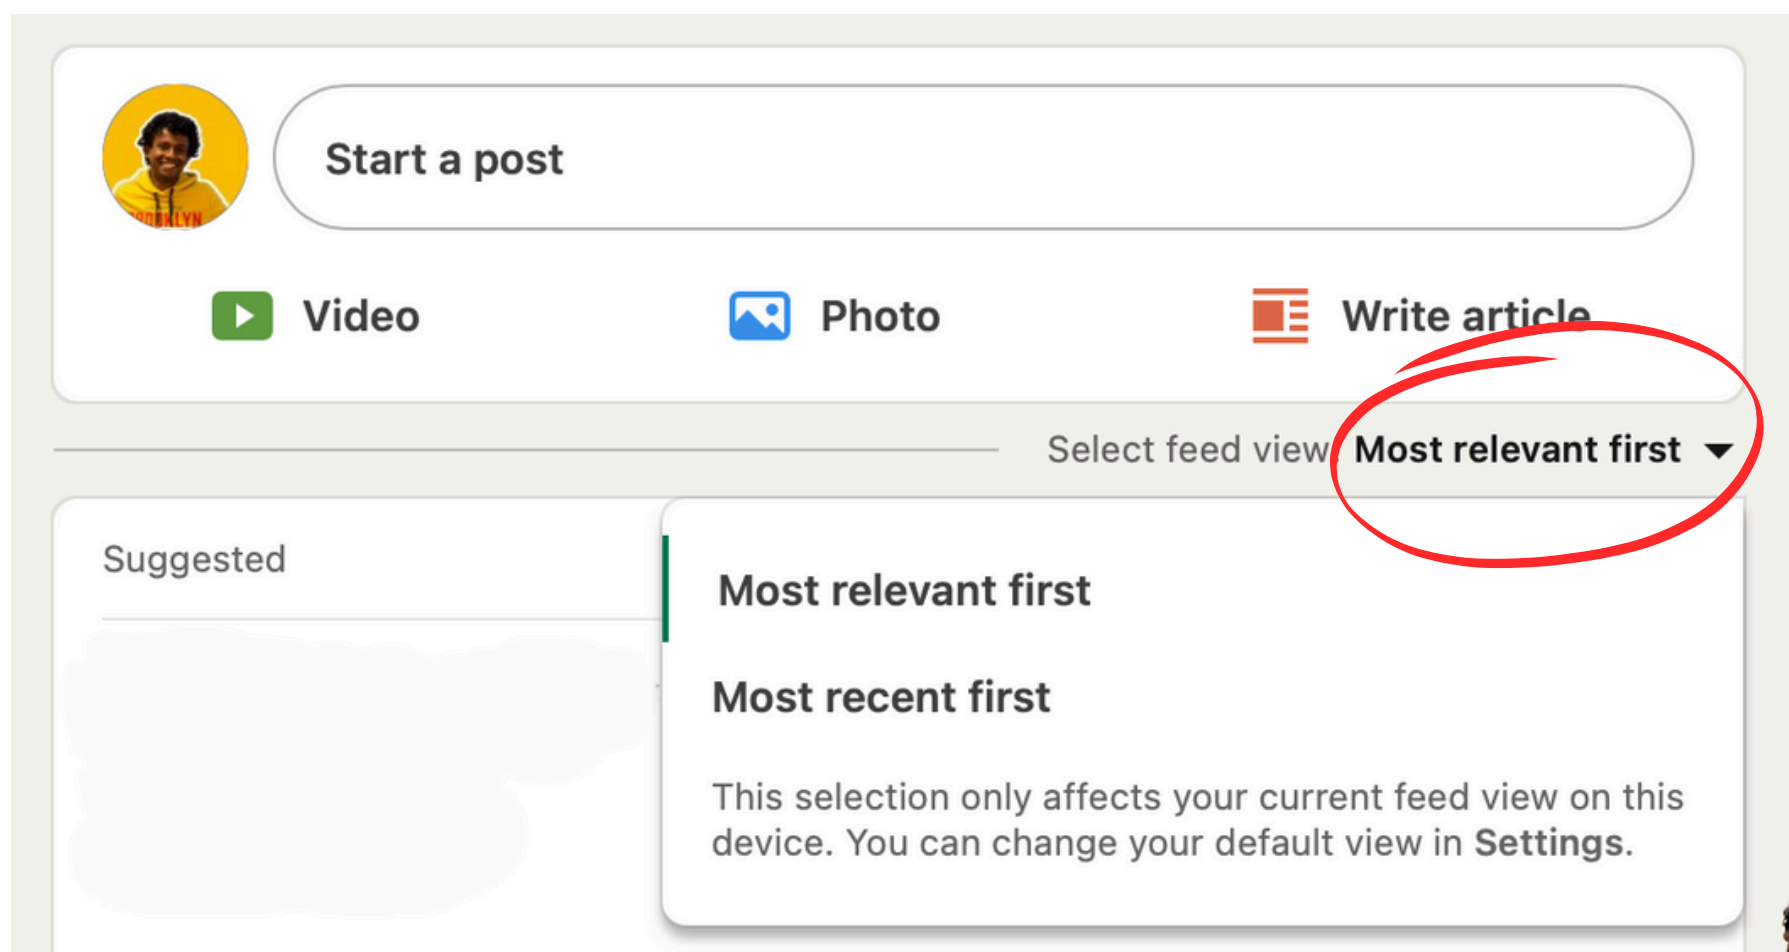 BROOKLYN
Start a post
Video
Photo
Write article
Select feed view: Most relevant first
Suggested
Most relevant first
Most recent first
This selection only affects your current feed view on this
device. You can change your default view in Settings.